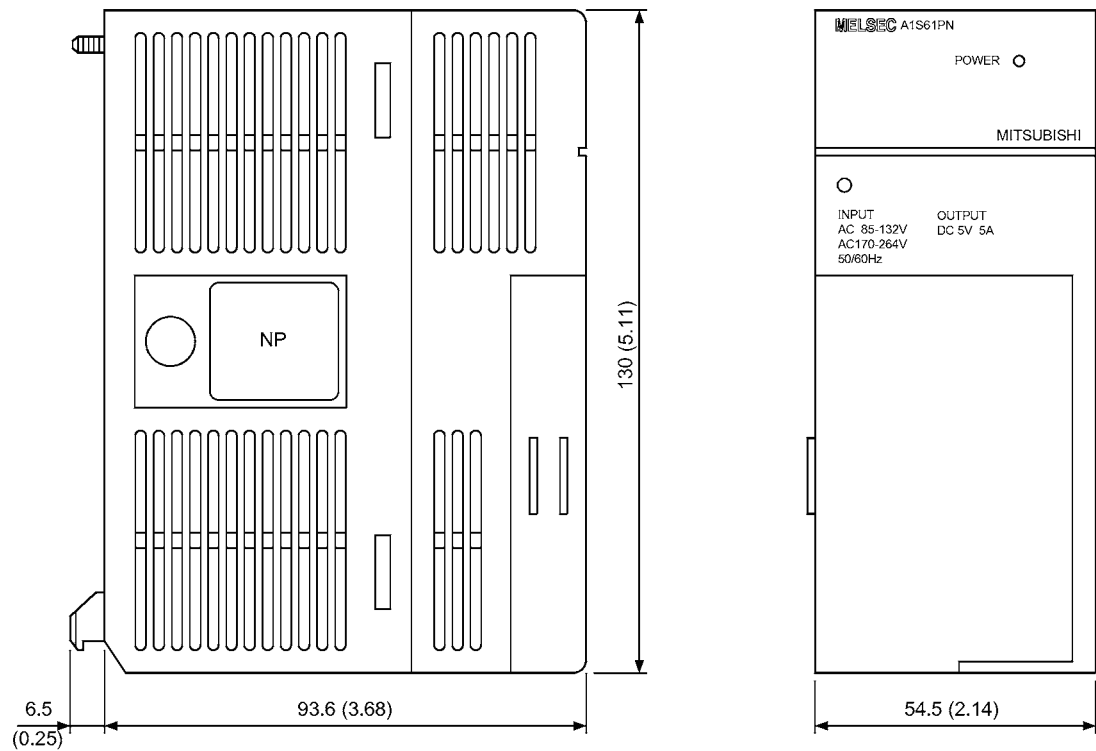 MELSEC A1S61PN
POWER
MITSUBISHI
INPUT
AC 85-132V
AC170-264V
50/60Hz
OUTPUT
DC 5V 5A
NP
130 (5.11)
6.5
(0.25)
93.6 (3.68)
54.5 (2.14)